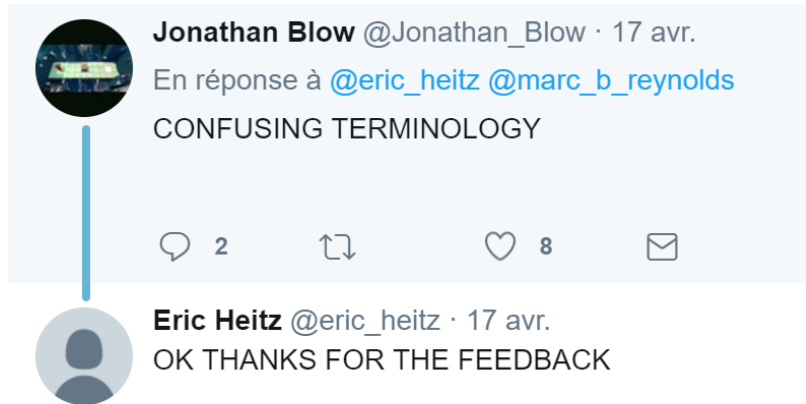 Jonathan Blow @Jonathan_Blow · 17 avr.
En réponse à @eric_heitz @marc_b_reynolds
CONFUSING TERMINOLOGY
2 8
Eric Heitz @eric_heitz · 17 avr.
OK THANKS FOR THE FEEDBACK